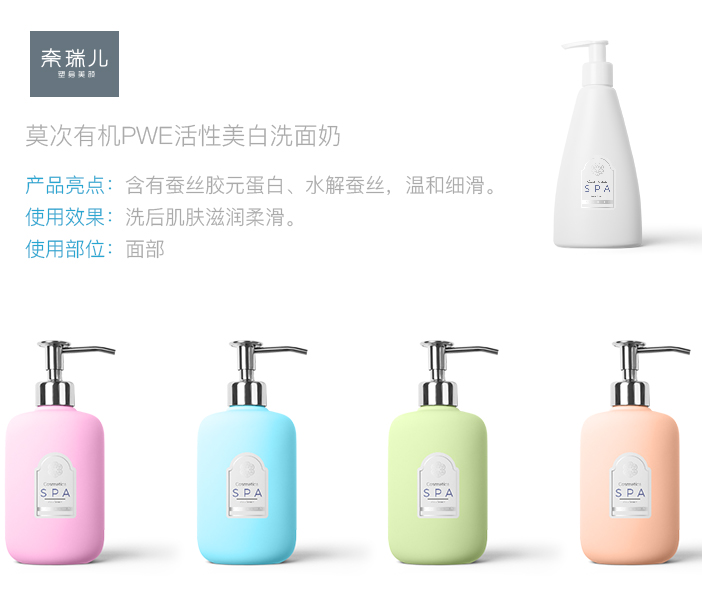 奈瑞儿
塑身美颜
莫次有机PWE活性美白洗面奶
产品亮点：含有蚕丝胶元蛋白、水解蚕丝，温和细滑。
使用效果：洗后肌肤滋润柔滑。
使用部位：面部
SPA
Cosmetics
SPA
Cosmetics
SPA
Cosmetics
SPA
Cosmetics
SPA